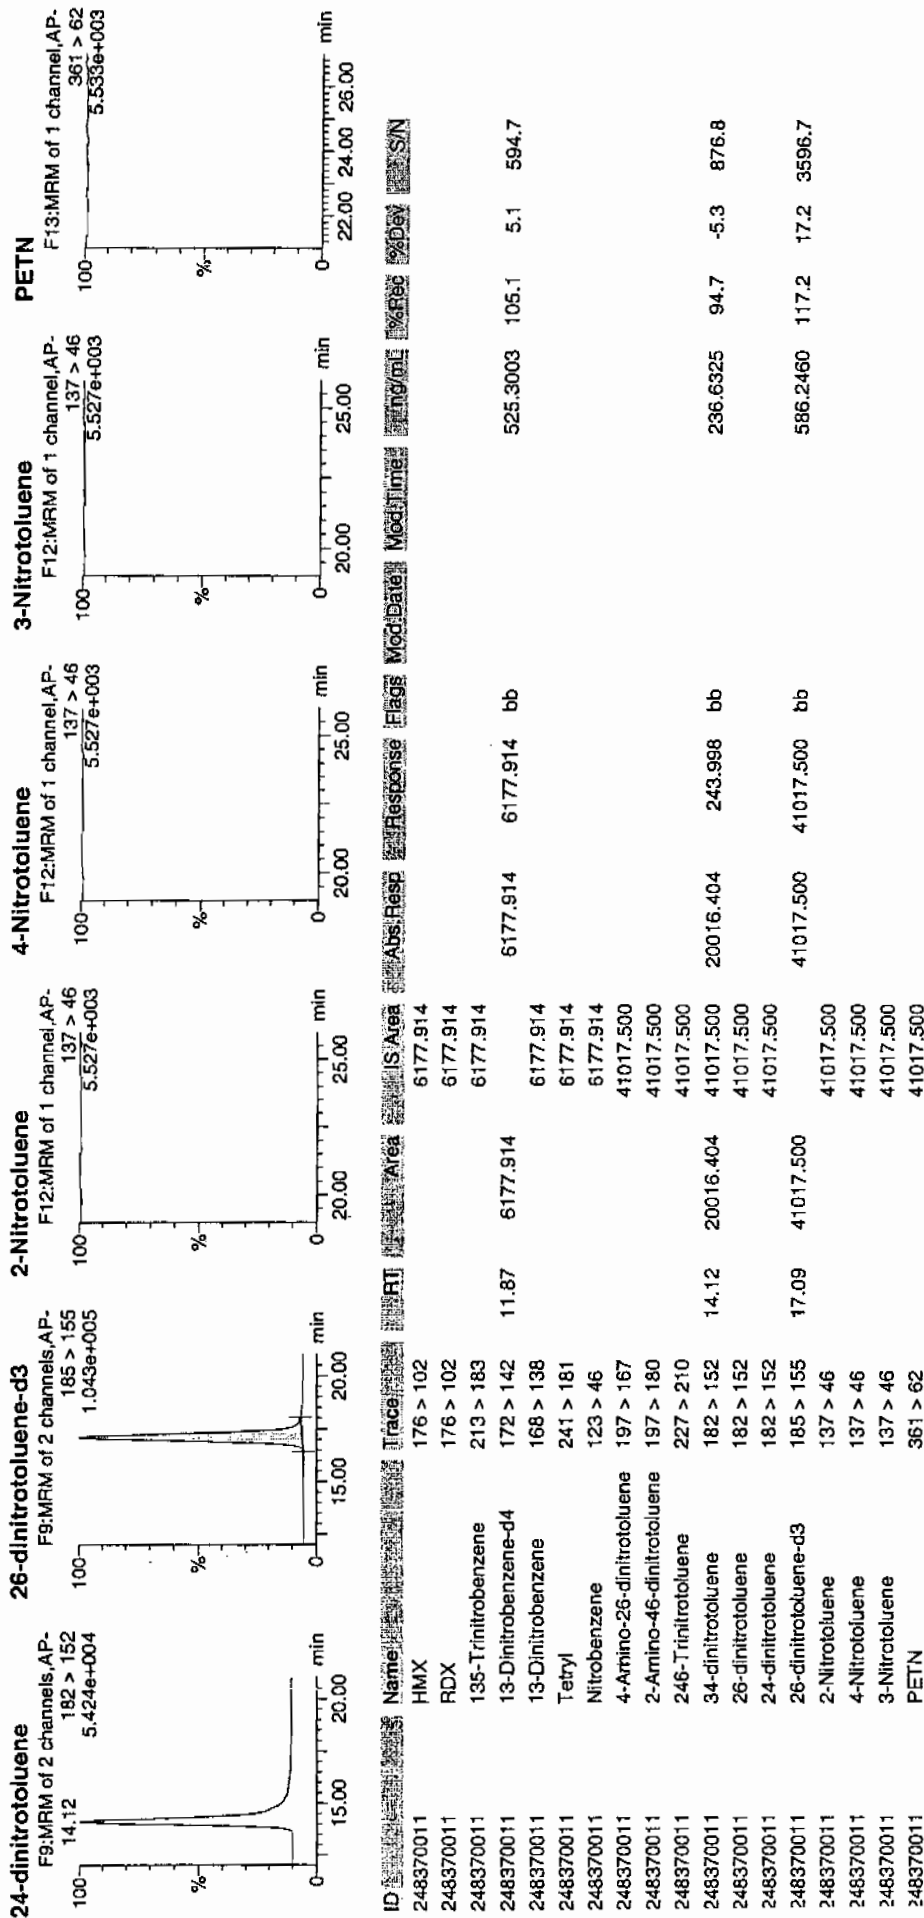 24-dinitrotoluene
F9:MRM of 2 channels,AP-
14.12 182 > 152
5.424e+004
100
%
0
15.00 20.00 min
26-dinitrotoluene-d3
F9:MRM of 2 channels,AP-
185 > 155
1.043e+005
100
%
0
15.00 20.00 min
2-Nitrotoluene
F12:MRM of 1 channel,AP-
137 > 46
5.527e+003
100
%
0
20.00 25.00 min
4-Nitrotoluene
F12:MRM of 1 channel,AP-
137 > 46
5.527e+003
100
%
0
20.00 25.00 min
3-Nitrotoluene
F12:MRM of 1 channel,AP-
137 > 46
5.527e+003
100
%
0
20.00 25.00 min
PETN
F13:MRM of 1 channel,AP-
361 > 62
5.533e+003
100
%
0
22.00 24.00 26.00 min
ID Name Trace RT Area IS Area Abs.Resp Response Flags Mod.Date Mod.Time ng/mL %Rec %Dev S/N
248370011 HMX 176 > 102 6177.914
248370011 RDX 176 > 102 6177.914
248370011 135-Trinitrobenzene 213 > 183 6177.914
248370011 13-Dinitrobenzene-d4 172 > 142 11.87 6177.914 6177.914 6177.914 bb 525.3003 105.1 5.1 594.7
248370011 13-Dinitrobenzene 168 > 138 6177.914
248370011 Tetryl 241 > 181 6177.914
248370011 Nitrobenzene 123 > 46 6177.914
248370011 4-Amino-26-dinitrotoluene 197 > 167 41017.500
248370011 2-Amino-46-dinitrotoluene 197 > 180 41017.500
248370011 246-Trinitrotoluene 227 > 210 41017.500
248370011 34-dinitrotoluene 182 > 152 14.12 20016.404 41017.500 20016.404 243.998 bb 236.6325 94.7 -5.3 876.8
248370011 26-dinitrotoluene 182 > 152 41017.500
248370011 24-dinitrotoluene 182 > 152 41017.500
248370011 26-dinitrotoluene-d3 185 > 155 17.09 41017.500 41017.500 41017.500 bb 586.2460 117.2 17.2 3596.7
248370011 2-Nitrotoluene 137 > 46 41017.500
248370011 4-Nitrotoluene 137 > 46 41017.500
248370011 3-Nitrotoluene 137 > 46 41017.500
248370011 PETN 361 > 62 41017.500